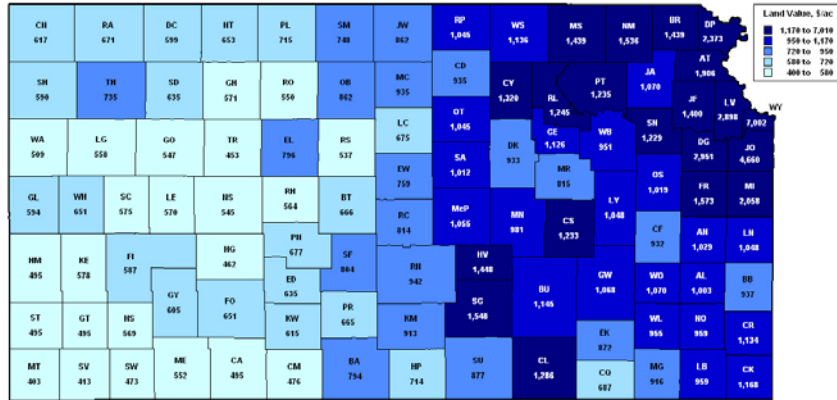 Land Value, $/ac
1,170 to 7,010
950 to 1,170
720 to 950
580 to 720
400 to 580
CN 617
RA 671
DC 599
NT 653
PL 715
SM 748
JW 862
RP 1,045
WS 1,136
MS 1,439
NM 1,536
BR 1,439
DP 2,373
SH 590
TH 735
SD 635
GH 571
RO 550
OB 862
MC 935
CD 935
CY 1,320
RL 1,245
PT 1,235
JA 1,070
AT 1,906
JF 1,400
LV 2,898
WY 7,002
WA 509
LG 558
GO 547
TR 453
EL 796
RS 537
LC 675
OT 1,045
DK 933
GE 1,126
WB 951
SN 1,229
DG 2,951
JO 4,660
GL 594
WH 651
SC 575
LE 570
NS 545
RH 564
BT 666
EW 759
SA 1,012
MR 815
OS 1,019
FR 1,573
MI 2,058
RC 814
McP 1,055
MN 981
CS 1,233
LY 1,048
CF 932
AN 1,029
LN 1,048
HM 495
KE 578
FI 587
HG 462
PN 677
SF 804
RN 942
HV 1,448
BU 1,145
GW 1,068
WO 1,070
AL 1,003
BB 937
ED 635
GY 605
FO 651
KW 615
PR 665
KM 913
SG 1,548
EK 872
WL 955
NO 959
CR 1,134
ST 495
GT 495
HS 569
MT 403
SV 413
SW 473
ME 552
CA 495
CM 476
BA 794
HP 714
SU 877
CL 1,286
CQ 687
MG 916
LB 959
CK 1,168